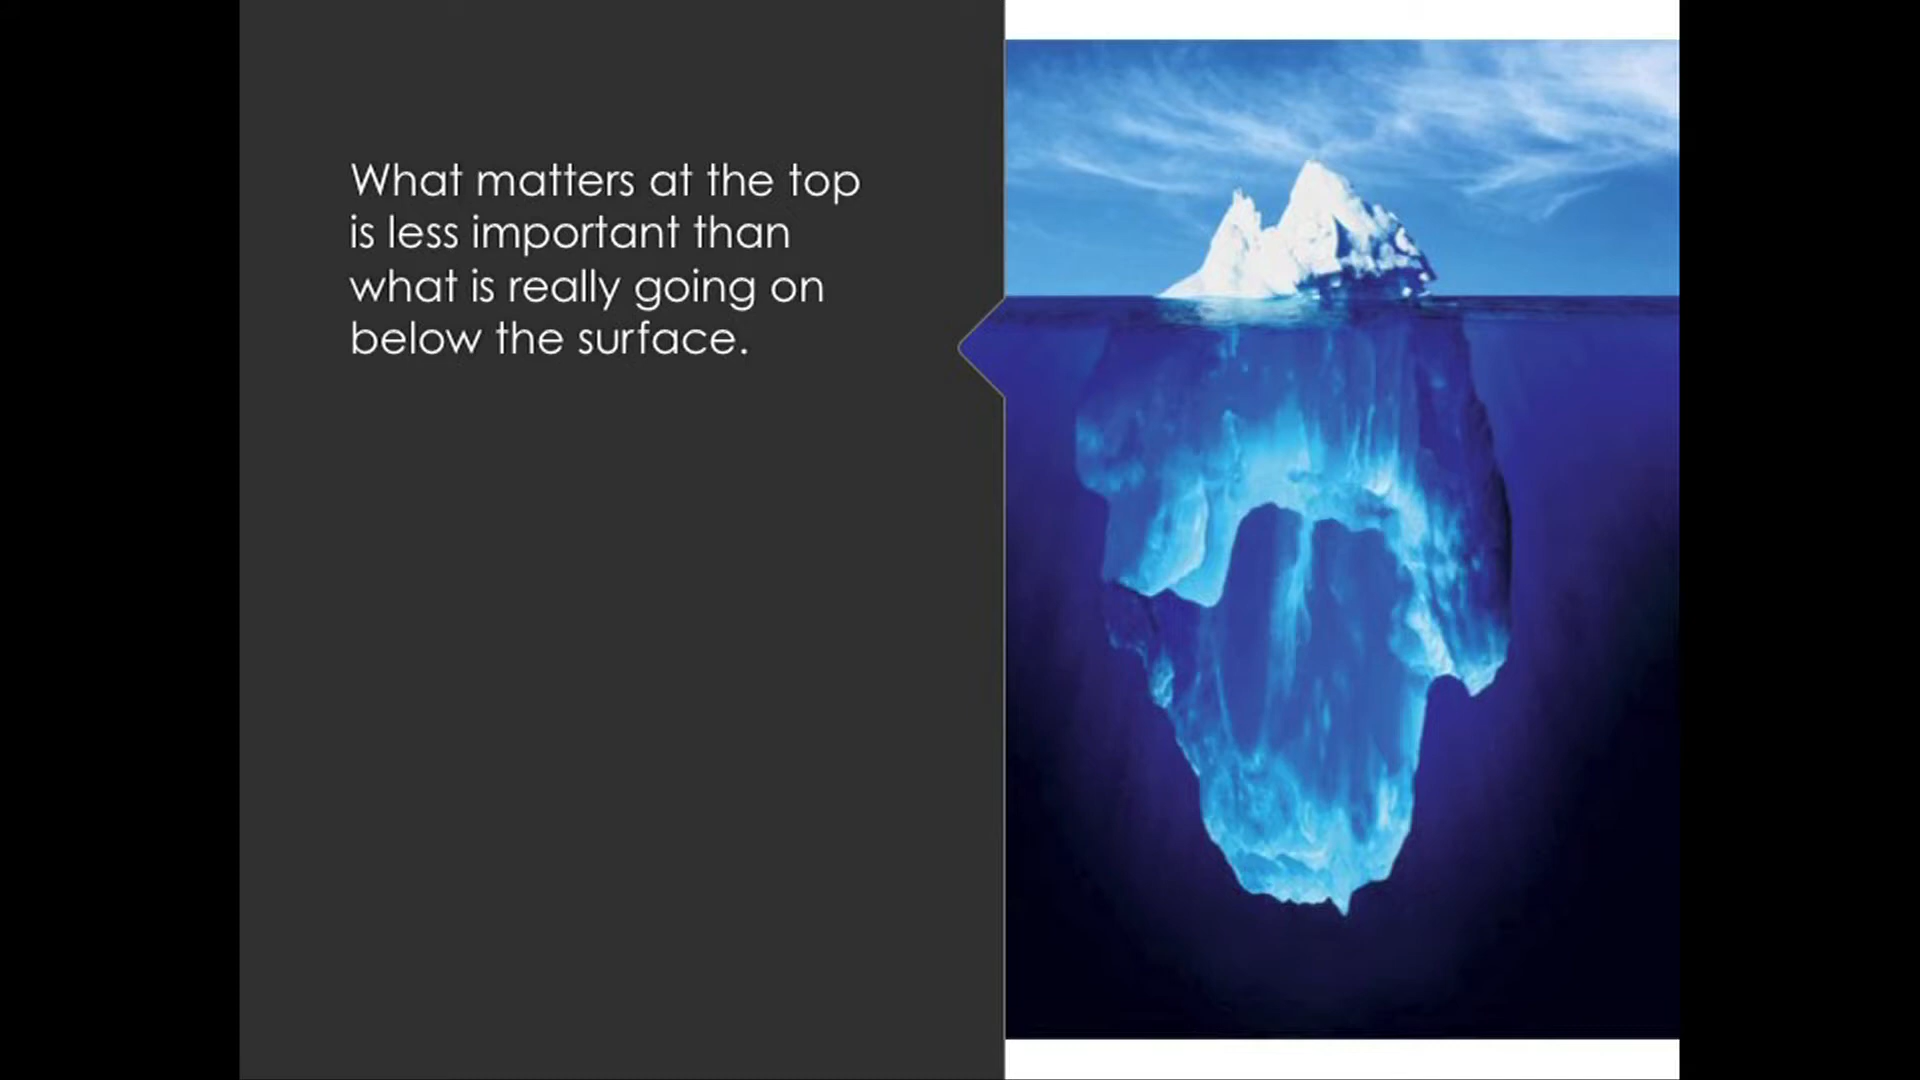 What matters at the top
is less important than
what is really going on
below the surface.